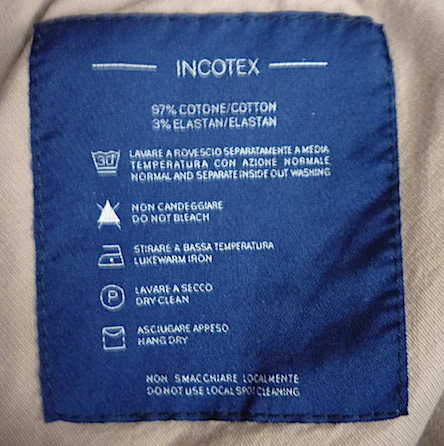 INCOTEX
97% COTONE/COTTON
3% ELASTAN/ELASTAN
30
LAVARE A ROVESCIO SEPARATAMENTE A MEDIA
TEMPERATURA CON AZIONE NORMALE
NORMAL AND SEPARATE INSIDE OUT WASHING
NON CANDEGGIARE
DO NOT BLEACH
STIRARE A BASSA TEMPERATURA
LUKEWARM IRON
P
LAVARE A SECCO
DRY CLEAN
ASCIUGARE APPESO
HANG DRY
NON SMACCHIARE LOCALMENTE
DO NOT USE LOCAL SPOT CLEANING